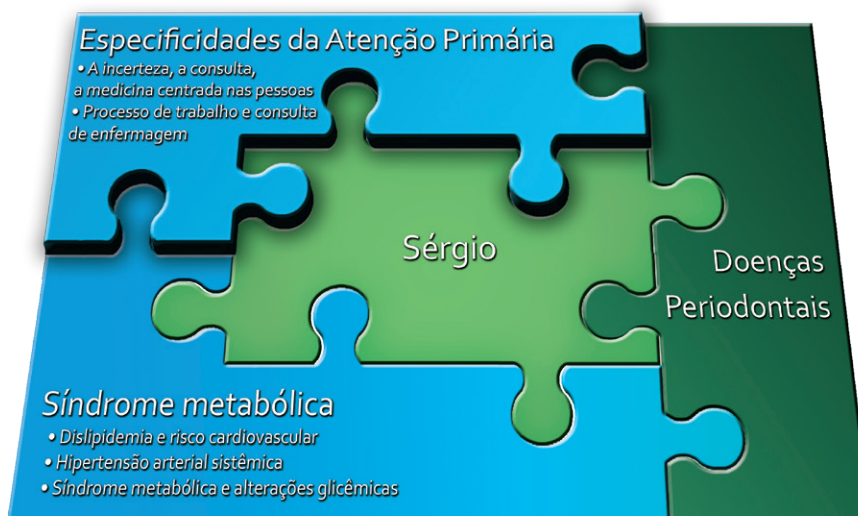 Especificidades da Atenção Primária
• A incerteza, a consulta,
a medicina centrada nas pessoas
• Processo de trabalho e consulta
de enfermagem
Sérgio
Doenças
Periodontais
Síndrome metabólica
• Dislipidemia e risco cardiovascular
• Hipertensão arterial sistêmica
• Síndrome metabólica e alterações glicêmicas